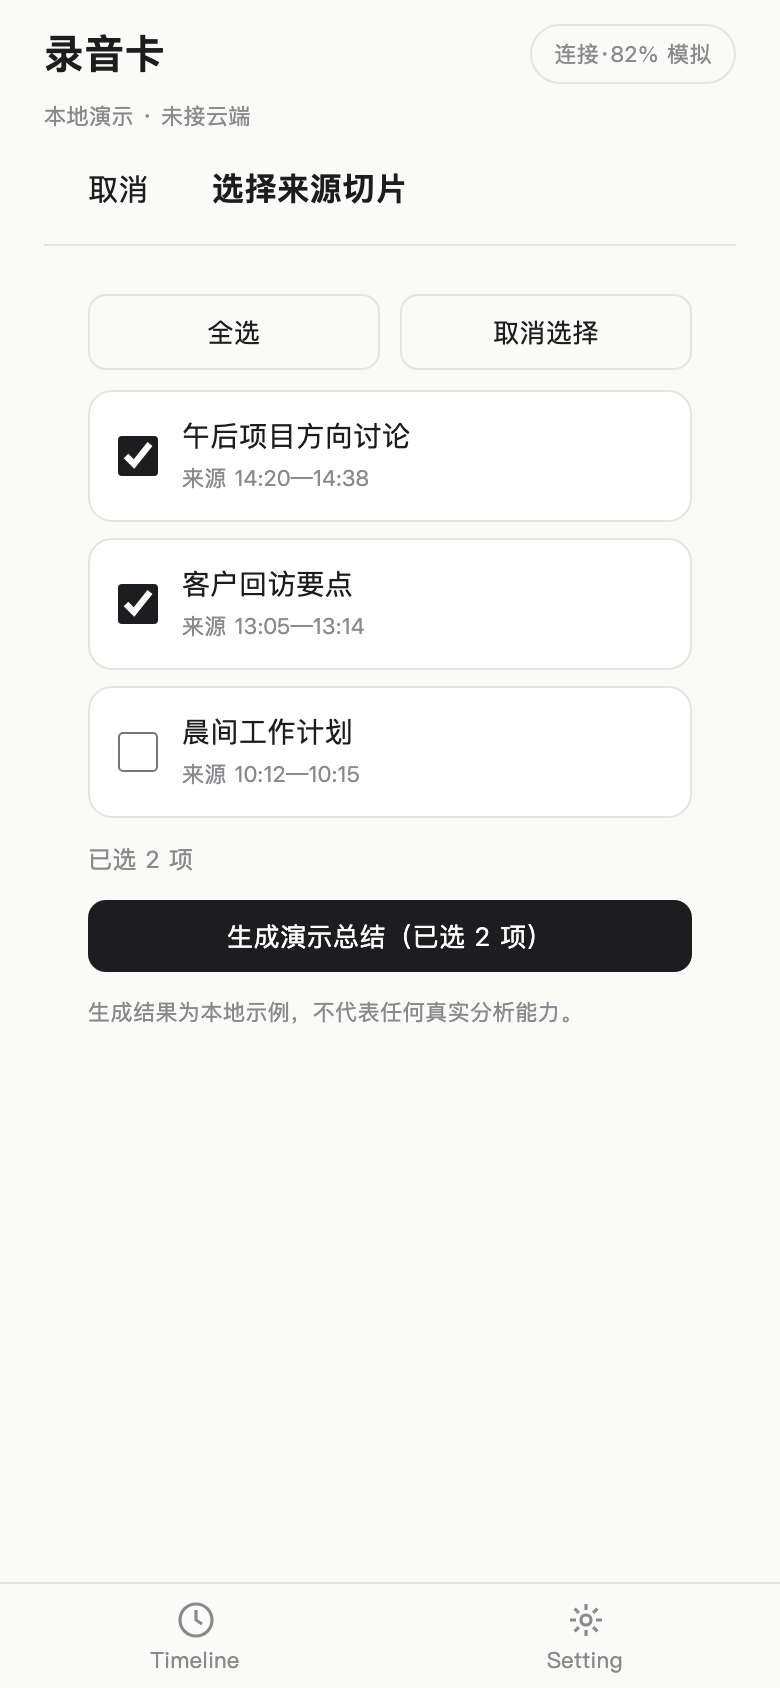 录音卡
连接·82% 模拟
本地演示 · 未接云端
取消 选择来源切片
全选 取消选择
午后项目方向讨论
来源 14:20—14:38
客户回访要点
来源 13:05—13:14
晨间工作计划
来源 10:12—10:15
已选 2 项
生成演示总结（已选 2 项）
生成结果为本地示例，不代表任何真实分析能力。
Timeline Setting